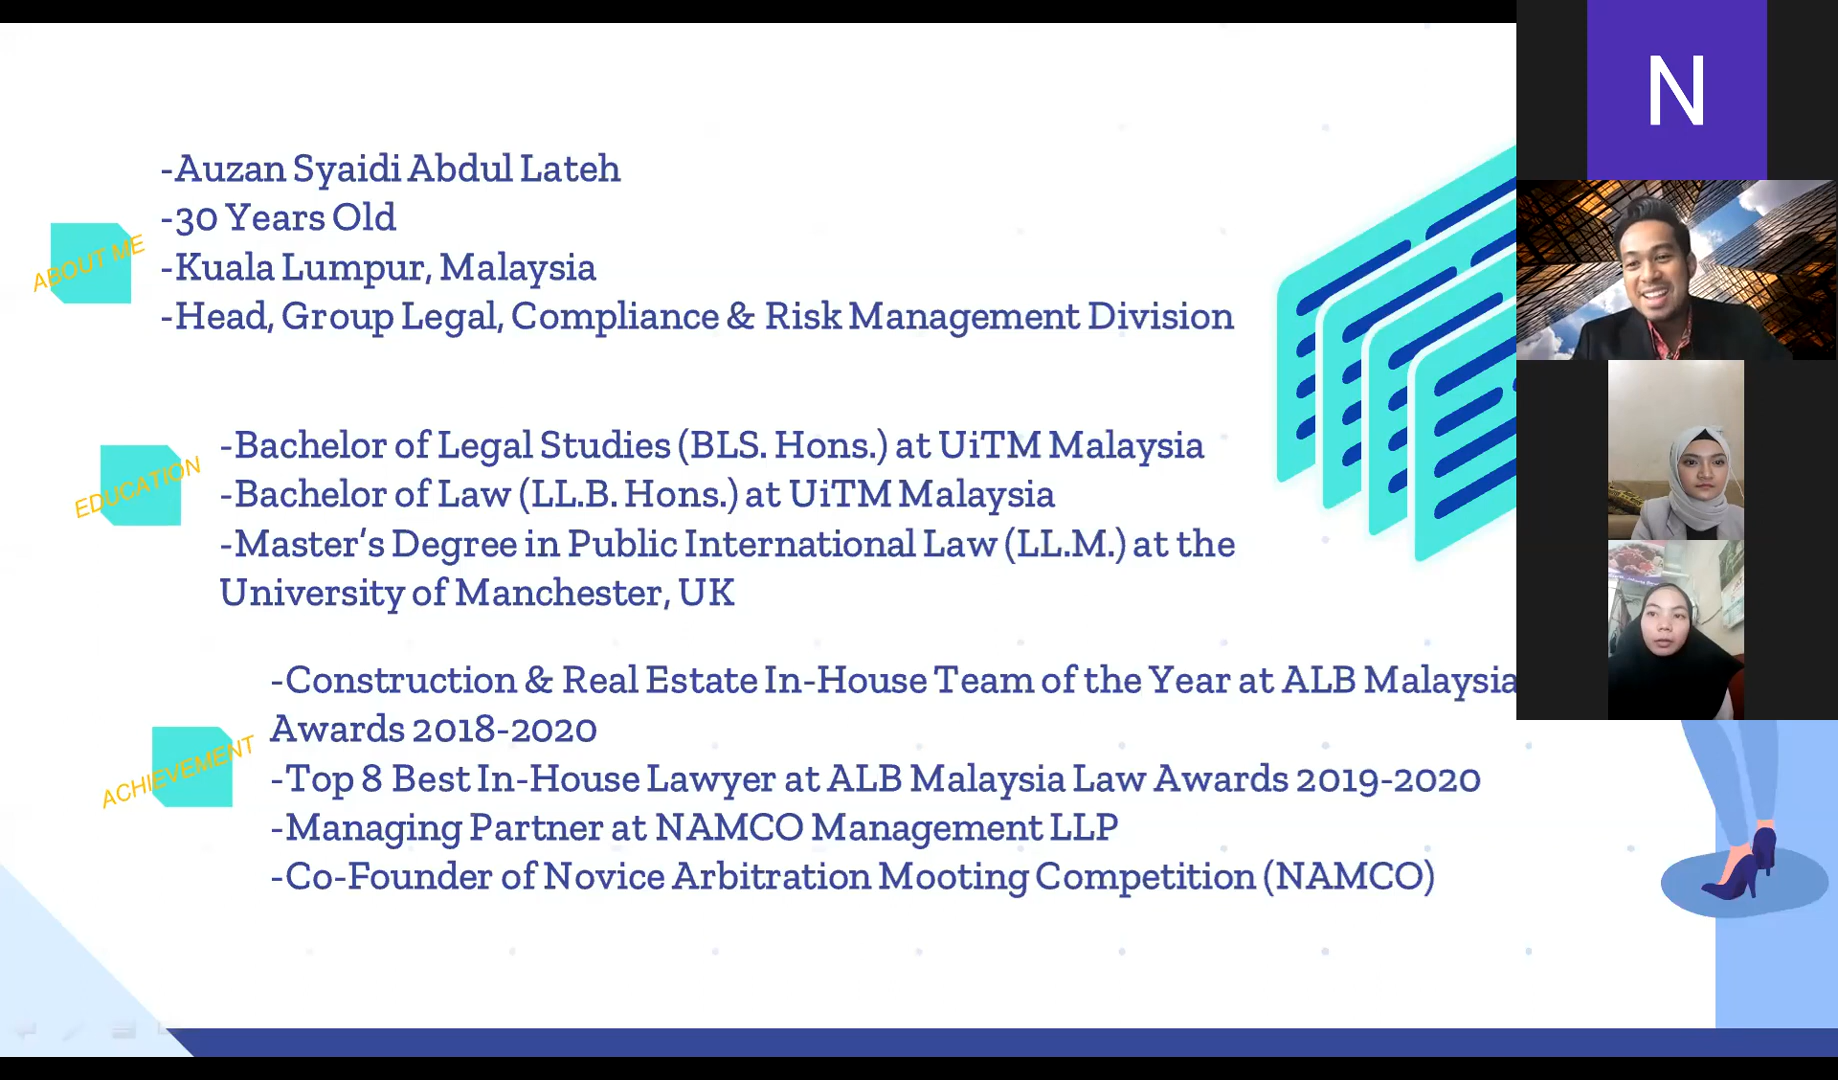 N
-Auzan Syaidi Abdul Lateh
-30 Years Old
ABOUT ME
-Kuala Lumpur, Malaysia
-Head, Group Legal, Compliance & Risk Management Division
-Bachelor of Legal Studies (BLS. Hons.) at UiTM Malaysia
EDUCATION
-Bachelor of Law (LL.B. Hons.) at UiTM Malaysia
-Master's Degree in Public International Law (LL.M.) at the
University of Manchester, UK
-Construction & Real Estate In-House Team of the Year at ALB Malaysia
Awards 2018-2020
ACHIEVEMENT
-Top 8 Best In-House Lawyer at ALB Malaysia Law Awards 2019-2020
-Managing Partner at NAMCO Management LLP
-Co-Founder of Novice Arbitration Mooting Competition (NAMCO)